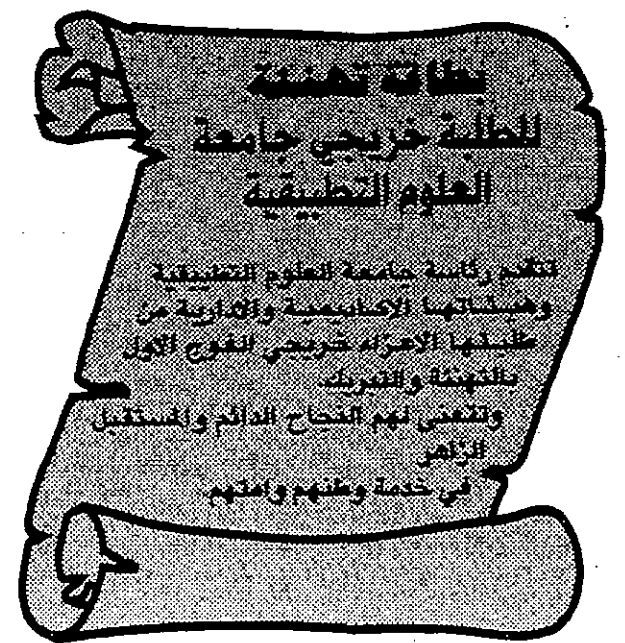 بطاقة تهنئة
للطلبة خريجي جامعة
العلوم التطبيقية
تتقدم رئاسة جامعة العلوم التطبيقية
وهيئاتها الاكاديمية والادارية من
طلبتها الاعزاء خريجي الفوج الاول
بالتهنئة والتبريك
وتتمنى لهم النجاح الدائم والمستقبل
الزاهر
في خدمة وطنهم وامتهم